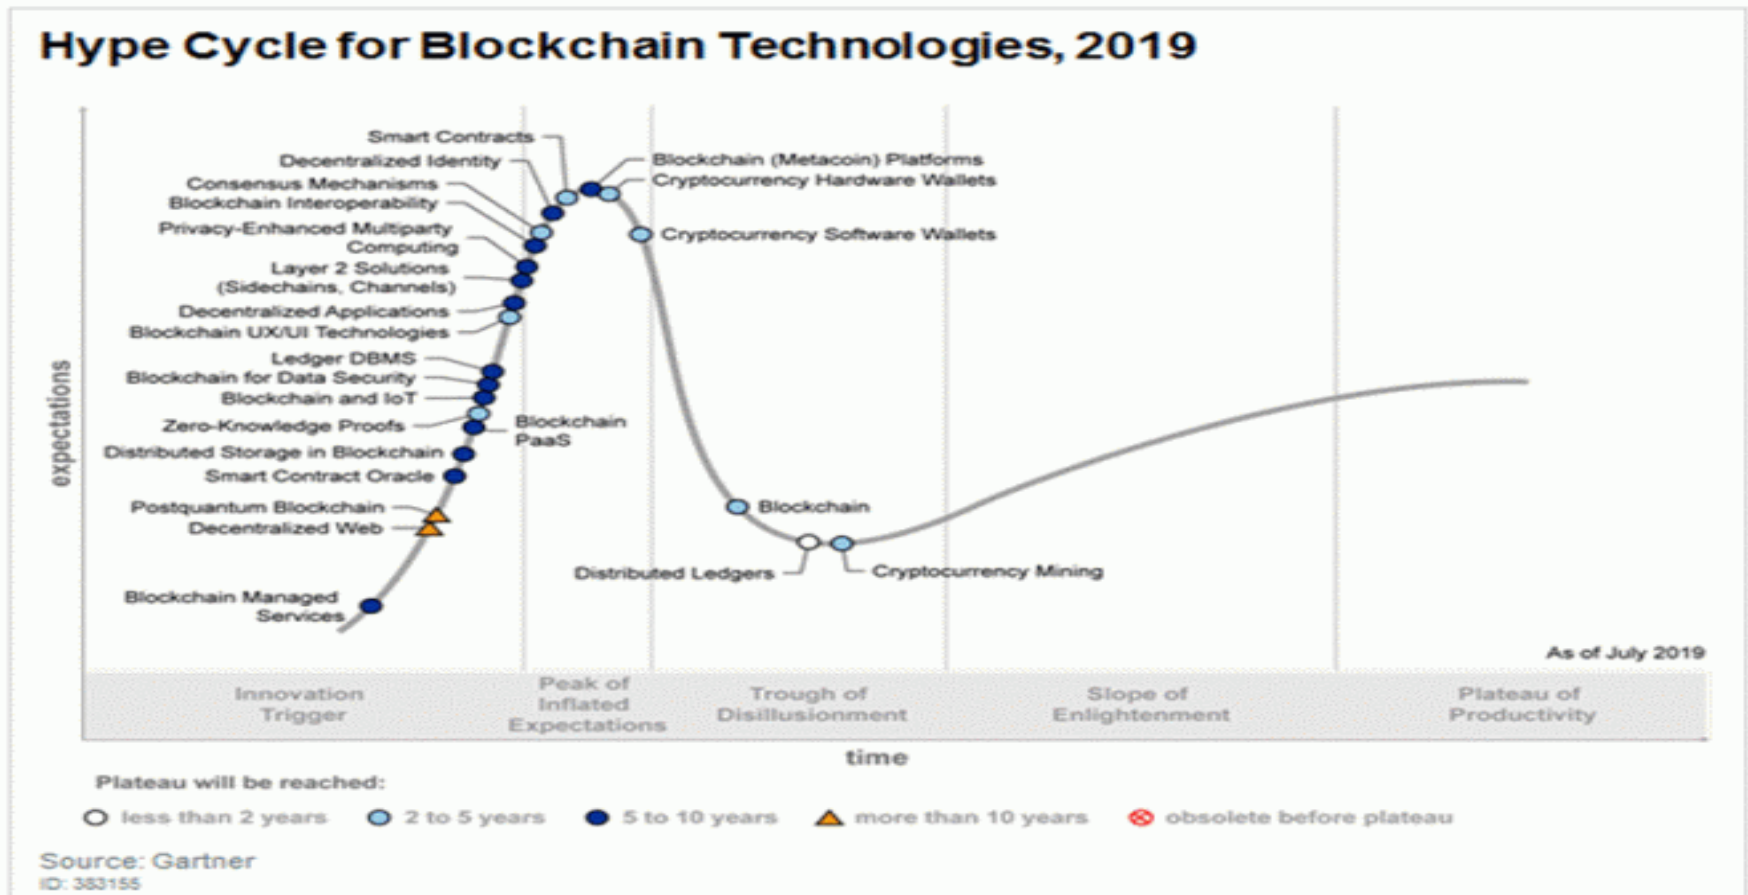 Hype Cycle for Blockchain Technologies, 2019
Smart Contracts
Decentralized Identity
Consensus Mechanisms
Blockchain Interoperability
Privacy-Enhanced Multiparty
Computing
Layer 2 Solutions
(Sidechains, Channels)
Decentralized Applications
Blockchain UX/UI Technologies
Ledger DBMS
Blockchain for Data Security
Blockchain and IoT
Zero-Knowledge Proofs
Distributed Storage in Blockchain
Smart Contract Oracle
Postquantum Blockchain
Decentralized Web
Blockchain Managed
Services
Blockchain (Metacoin) Platforms
Cryptocurrency Hardware Wallets
Cryptocurrency Software Wallets
Blockchain
PaaS
Blockchain
Distributed Ledgers
Cryptocurrency Mining
expectations
As of July 2019
Innovation
Trigger
Peak of
Inflated
Expectations
Trough of
Disillusionment
Slope of
Enlightenment
Plateau of
Productivity
time
Plateau will be reached:
less than 2 years
2 to 5 years
5 to 10 years
more than 10 years
obsolete before plateau
Source: Gartner
ID: 383155